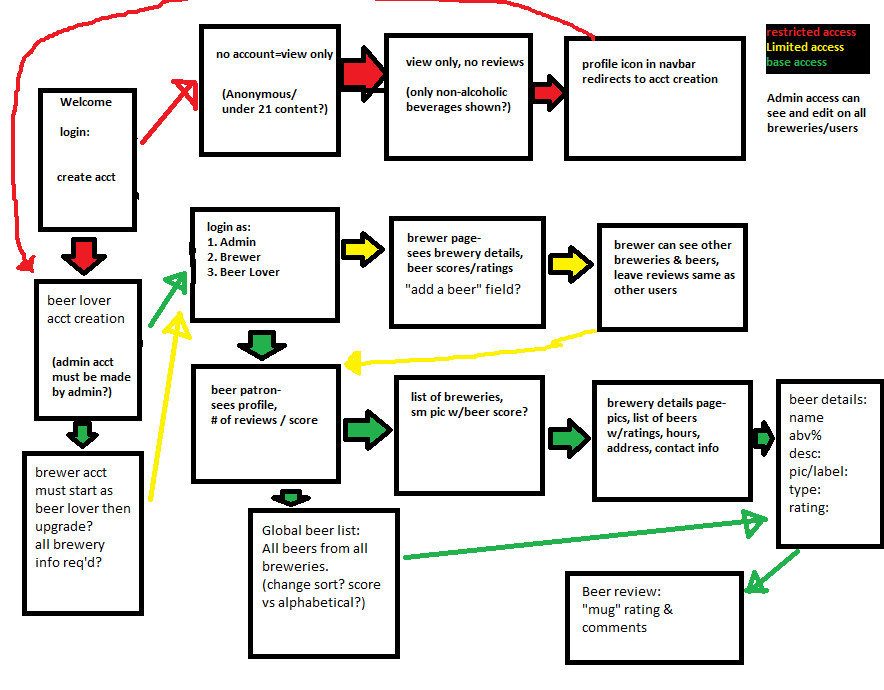 restricted access
Limited access
base access
Admin access can
see and edit on all
breweries/users
Welcome
login:
create acct
no account=view only
(Anonymous/
under 21 content?)
view only, no reviews
(only non-alcoholic
beverages shown?)
profile icon in navbar
redirects to acct creation
login as:
1. Admin
2. Brewer
3. Beer Lover
brewer page-
sees brewery details,
beer scores/ratings
"add a beer" field?
brewer can see other
breweries & beers,
leave reviews same as
other users
beer lover
acct creation
(admin acct
must be made
by admin?)
beer patron-
sees profile,
# of reviews / score
list of breweries,
sm pic w/beer score?
brewery details page-
pics, list of beers
w/ratings, hours,
address, contact info
beer details:
name
abv%
desc:
pic/label:
type:
rating:
brewer acct
must start as
beer lover then
upgrade?
all brewery
info req'd?
Global beer list:
All beers from all
breweries.
(change sort? score
vs alphabetical?)
Beer review:
"mug" rating &
comments